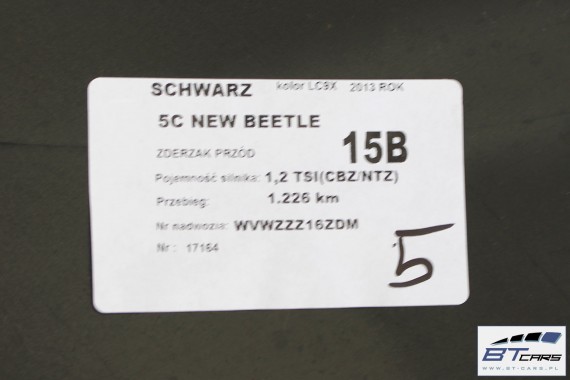 SCHWARZ kolor LC9X 2013 ROK
5C NEW BEETLE
ZDERZAK PRZÓD 15B
Pojemność silnika: 1,2 TSI(CBZ/NTZ)
Przebieg: 1.226 km
Nr nadwozia: WVWZZZ16ZDM
Nr : 17164
5
BT CARS
WWW.BT-CARS.PL